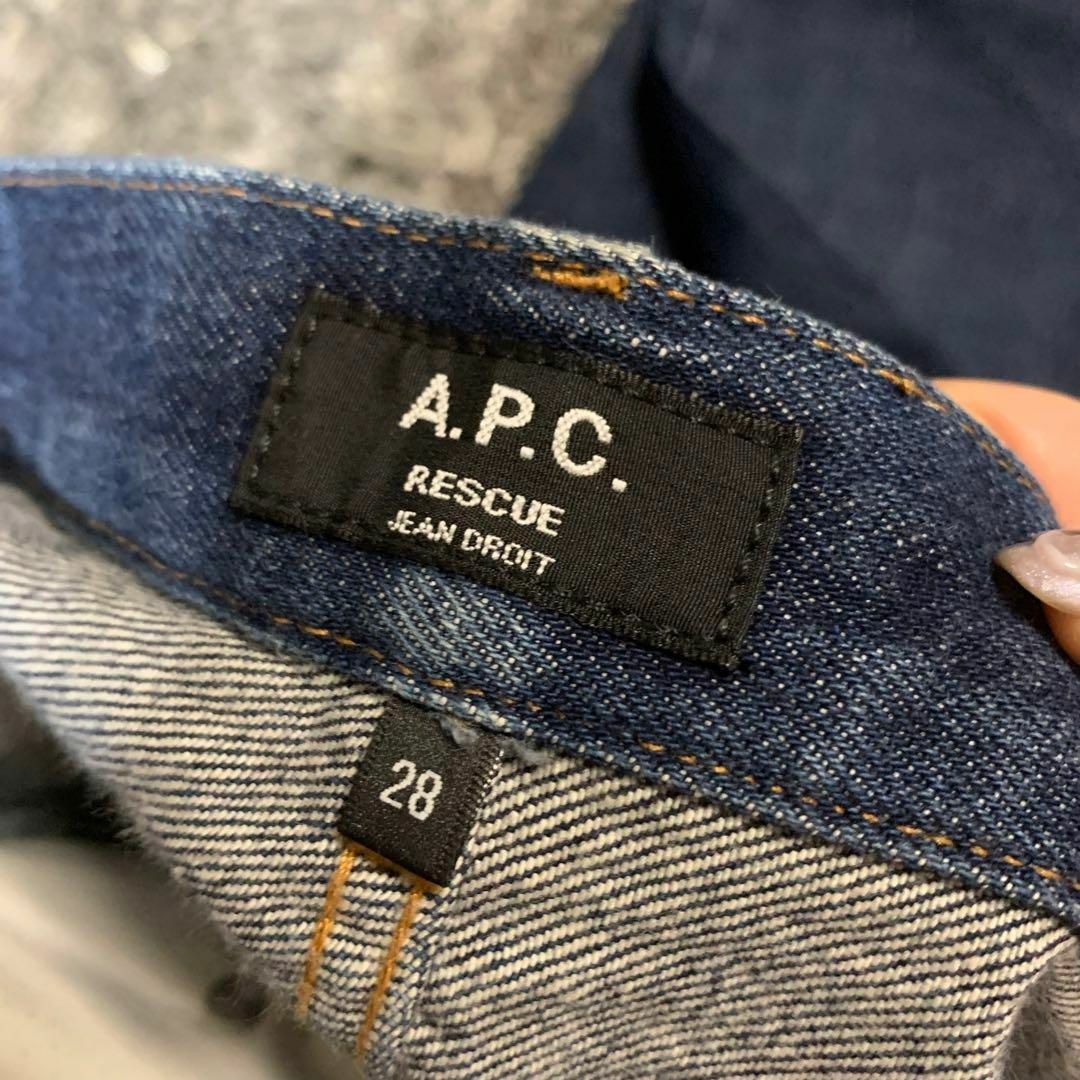 A.P.C.
RESCUE
JEAN DROIT
28